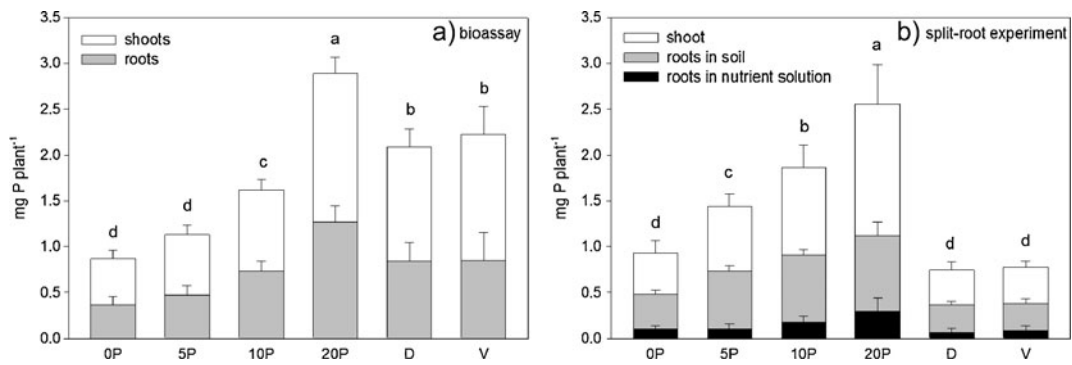 a) bioassay
shoots
roots
mg P plant-1
3.5
3.0
2.5
2.0
1.5
1.0
0.5
0.0
d
d
c
a
b
b
0P 5P 10P 20P D V
b) split-root experiment
shoot
roots in soil
roots in nutrient solution
mg P plant-1
3.5
3.0
2.5
2.0
1.5
1.0
0.5
0.0
d
c
b
a
d
d
0P 5P 10P 20P D V